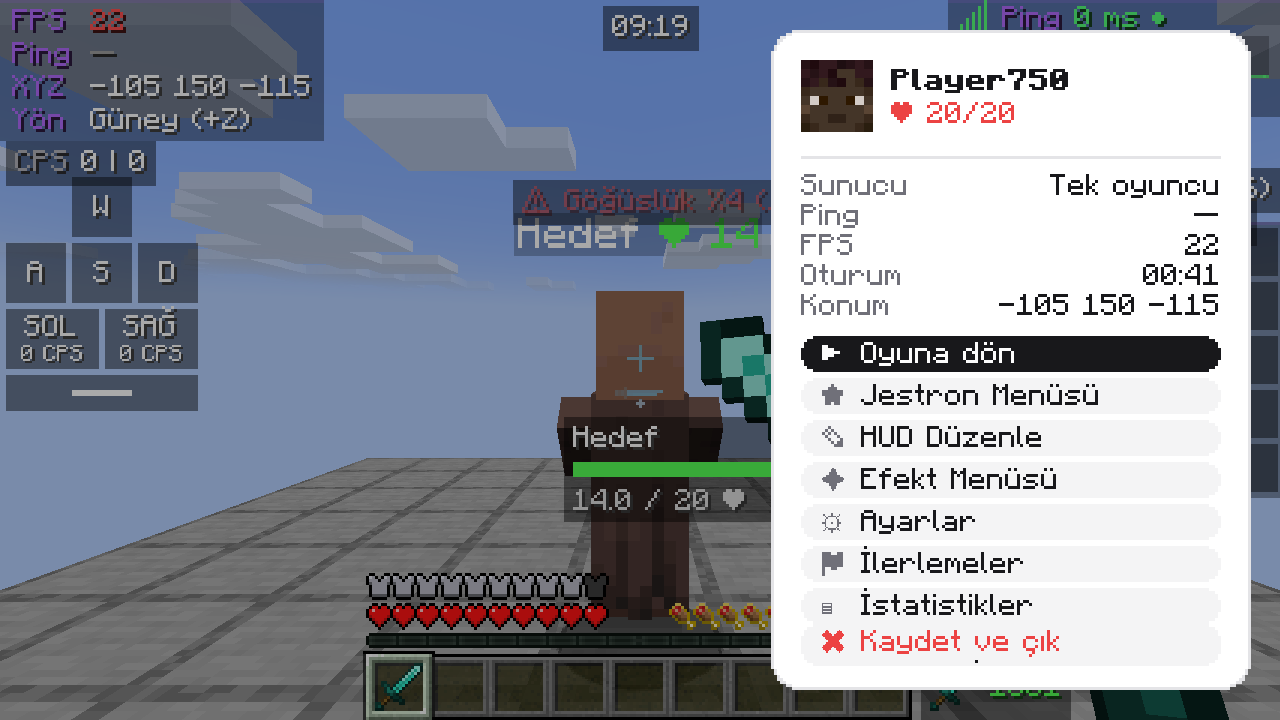 FPS 22
Ping —
XYZ -105 150 -115
Yön Güney (+Z)
CPS 0 | 0
W
A S D
SOL SAĞ
0 CPS 0 CPS
09:19
Ping 0 ms
Göğüslük %4 (
Hedef 14
Hedef
14.0 / 20
Player750
20/20
Sunucu Tek oyuncu
Ping —
FPS 22
Oturum 00:41
Konum -105 150 -115
Oyuna dön
Jestron Menüsü
HUD Düzenle
Efekt Menüsü
Ayarlar
İlerlemeler
İstatistikler
Kaydet ve çık